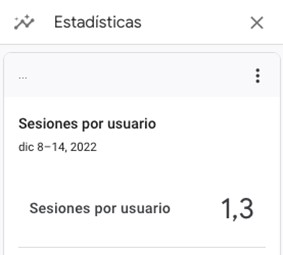 Estadísticas
...
Sesiones por usuario
dic 8–14, 2022
Sesiones por usuario 1,3